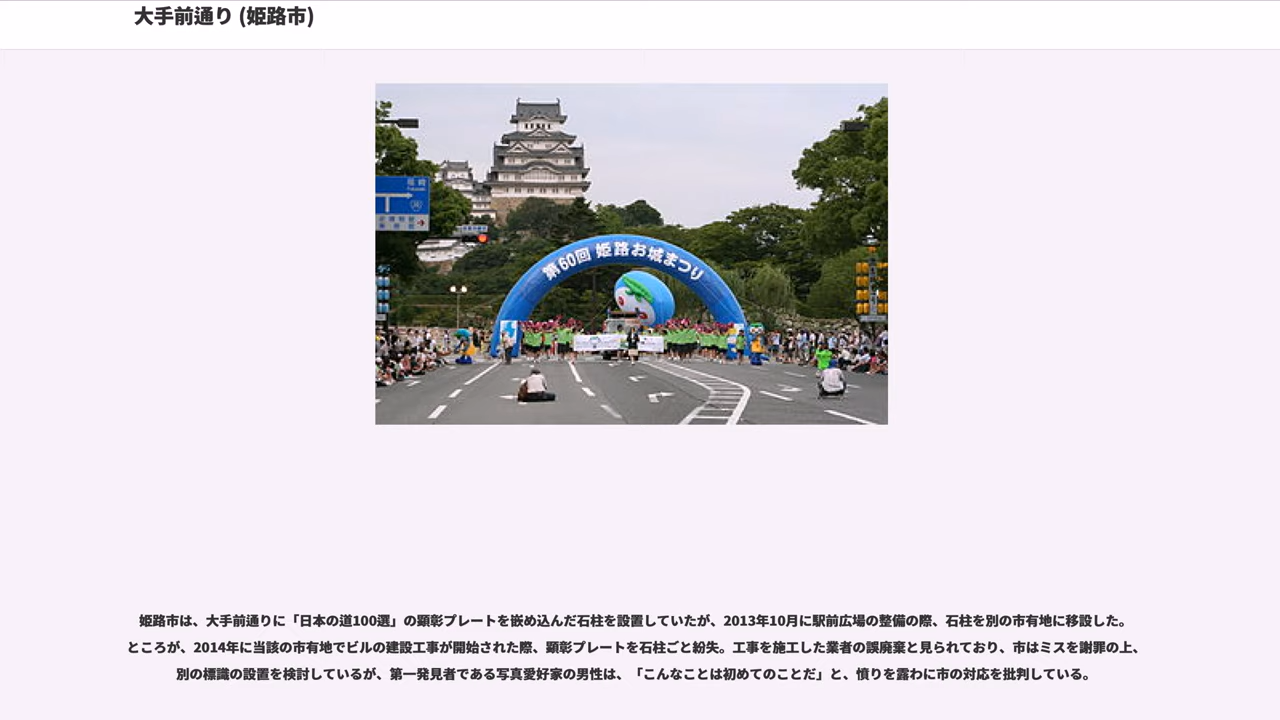 大手前通り (姫路市)
第60回 姫路お城まつり
姫路市は、大手前通りに「日本の道100選」の顕彰プレートを嵌め込んだ石柱を設置していたが、2013年10月に駅前広場の整備の際、石柱を別の市有地に移設した。
ところが、2014年に当該の市有地でビルの建設工事が開始された際、顕彰プレートを石柱ごと紛失。工事を施工した業者の誤廃棄と見られており、市はミスを謝罪の上、
別の標識の設置を検討しているが、第一発見者である写真愛好家の男性は、「こんなことは初めてのことだ」と、憤りを露わに市の対応を批判している。